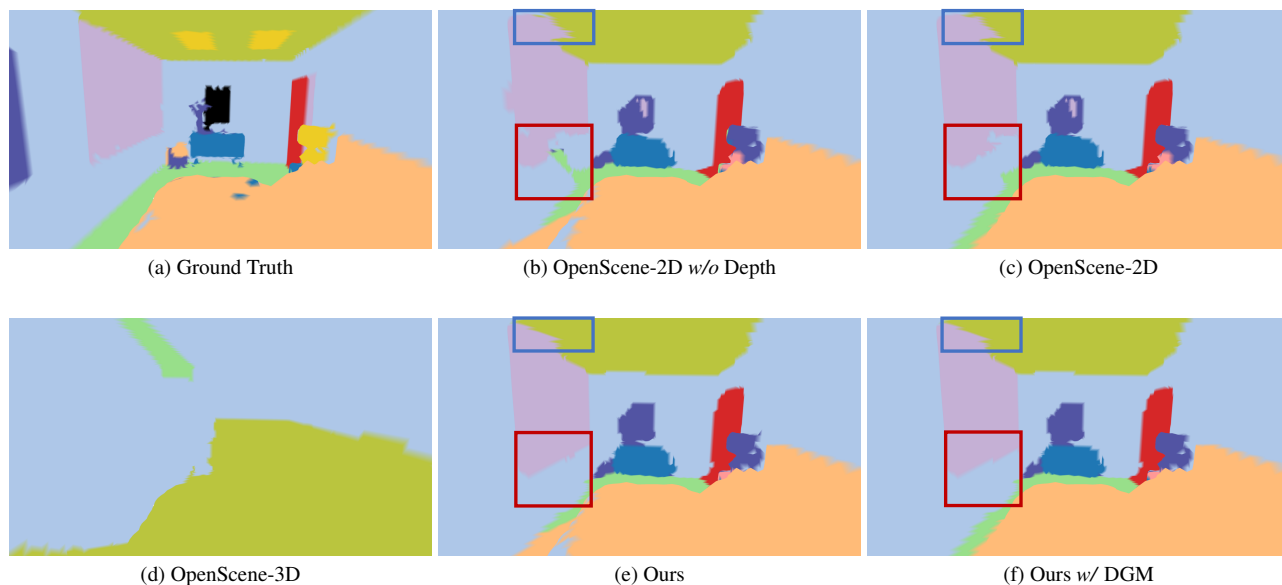 (a) Ground Truth
(b) OpenScene-2D w/o Depth
(c) OpenScene-2D
(d) OpenScene-3D
(e) Ours
(f) Ours w/ DGM